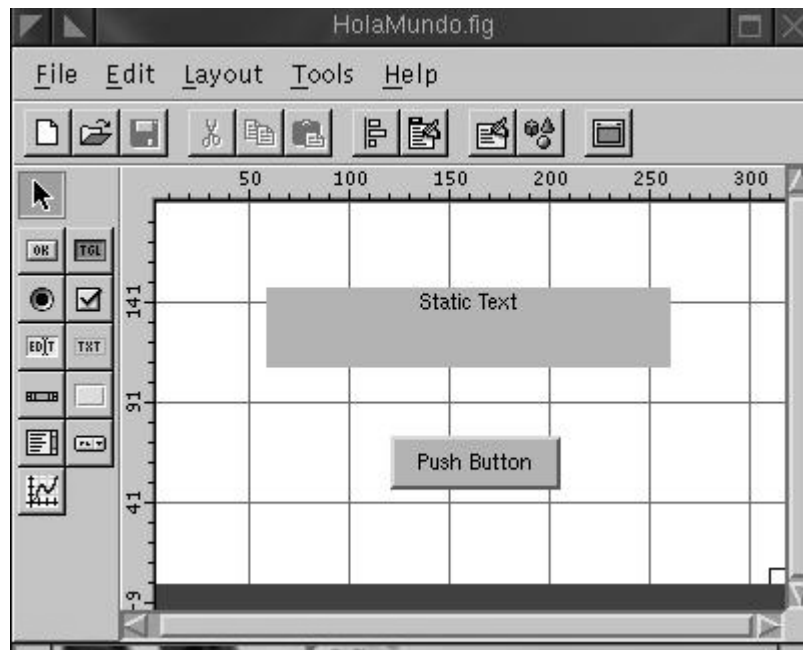 HolaMundo.fig
File Edit Layout Tools Help
50 100 150 200 250 300
OK TGL
141
Static Text
EDIT TXT
91
Push Button
41
-9